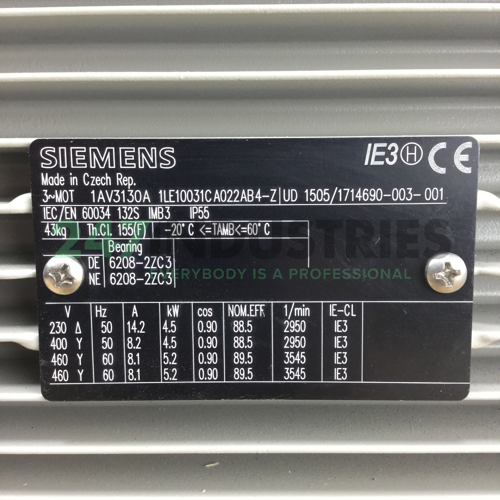 SIEMENS IE3 H CE
Made in Czech Rep.
3~MOT 1AV3130A 1LE10031CA022AB4-Z UD 1505/1714690-003-001
IEC/EN 60034 132S IMB3 IP55
43kg Th.Cl. 155(F) -20°C <=TAMB<=60°C
Bearing
DE 6208-2ZC3
NE 6208-2ZC3
V Hz A kW cos NOM.EFF 1/min IE-CL
230 Δ 50 14.2 4.5 0.90 88.5 2950 IE3
400 Y 50 8.2 4.5 0.90 88.5 2950 IE3
460 Y 60 8.1 5.2 0.90 89.5 3545 IE3
460 Y 60 8.1 5.2 0.90 89.5 3545 IE3
INDUSTRIES
EVERYBODY IS A PROFESSIONAL